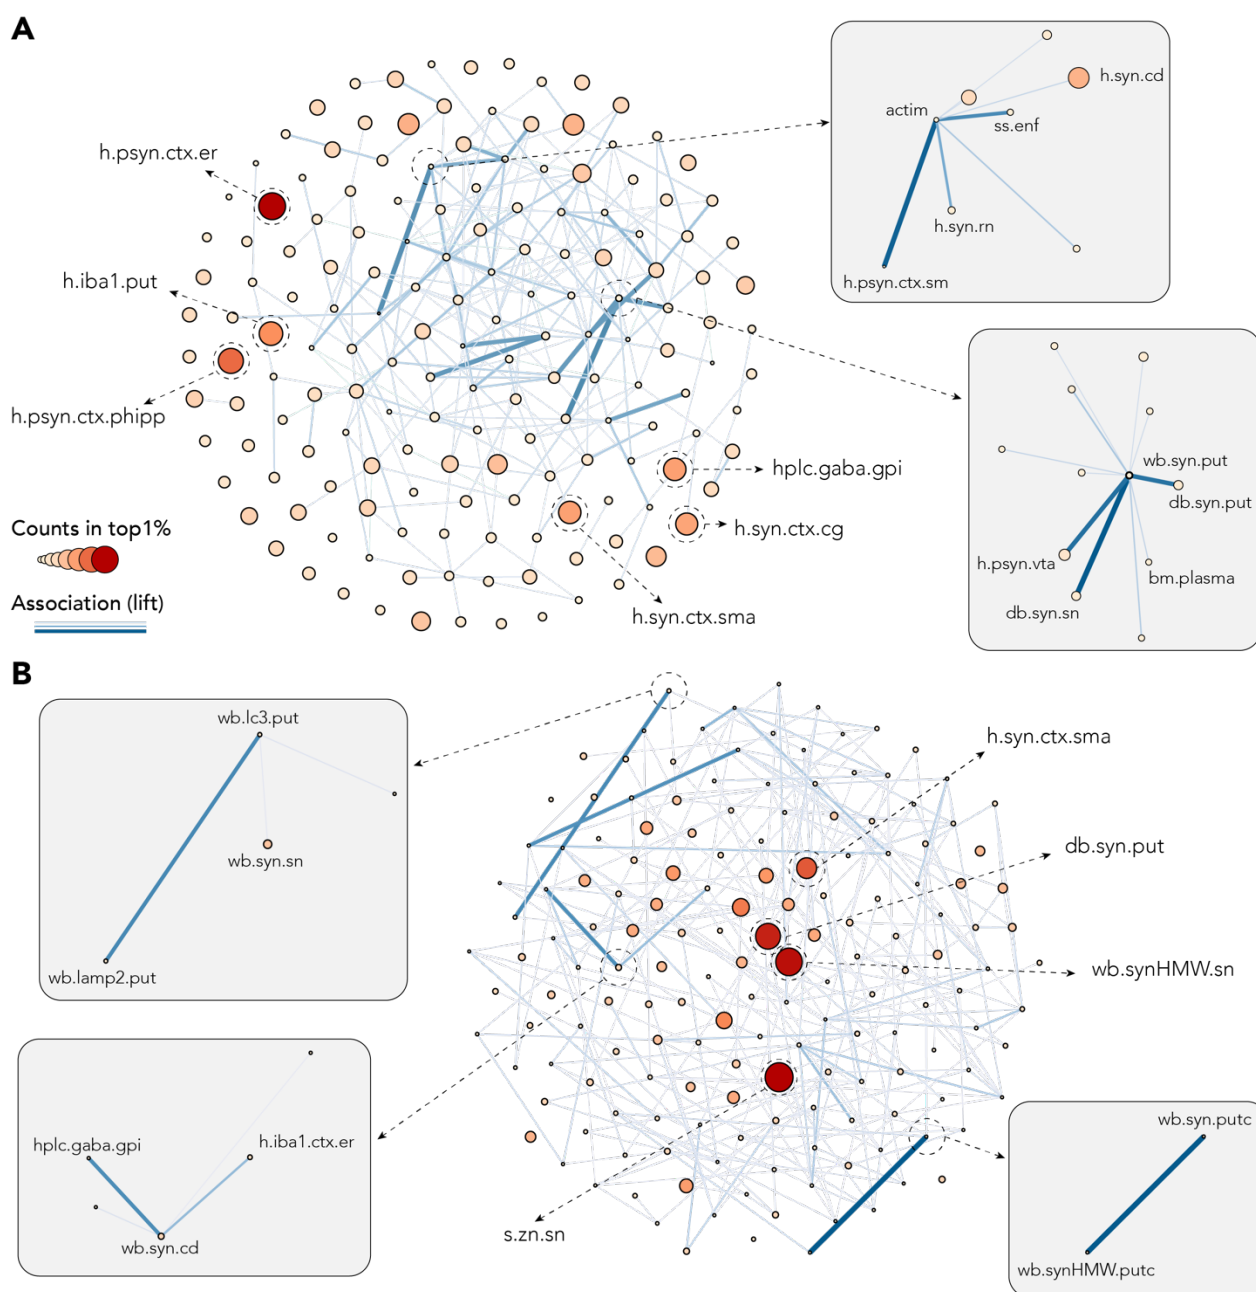 A
h.syn.cd
actim
ss.enf
h.psyn.ctx.er
h.syn.rn
h.iba1.put
h.psyn.ctx.sm
h.psyn.ctx.phipp
wb.syn.put
hplc.gaba.gpi
db.syn.put
Counts in top1%
h.syn.ctx.cg
h.psyn.vta
bm.plasma
Association (lift)
db.syn.sn
h.syn.ctx.sma
B
wb.lc3.put
h.syn.ctx.sma
db.syn.put
wb.syn.sn
wb.lamp2.put
wb.synHMW.sn
wb.syn.putc
hplc.gaba.gpi
h.iba1.ctx.er
s.zn.sn
wb.syn.cd
wb.synHMW.putc